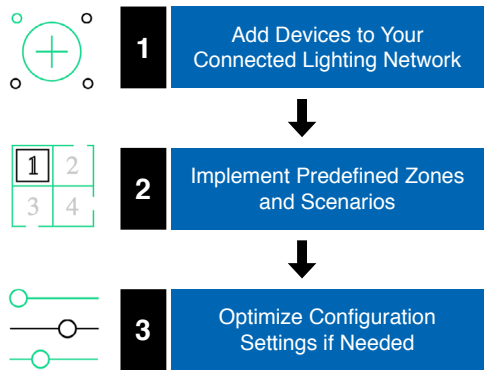 1
Add Devices to Your
Connected Lighting Network
1 2
3 4
2
Implement Predefined Zones
and Scenarios
3
Optimize Configuration
Settings if Needed